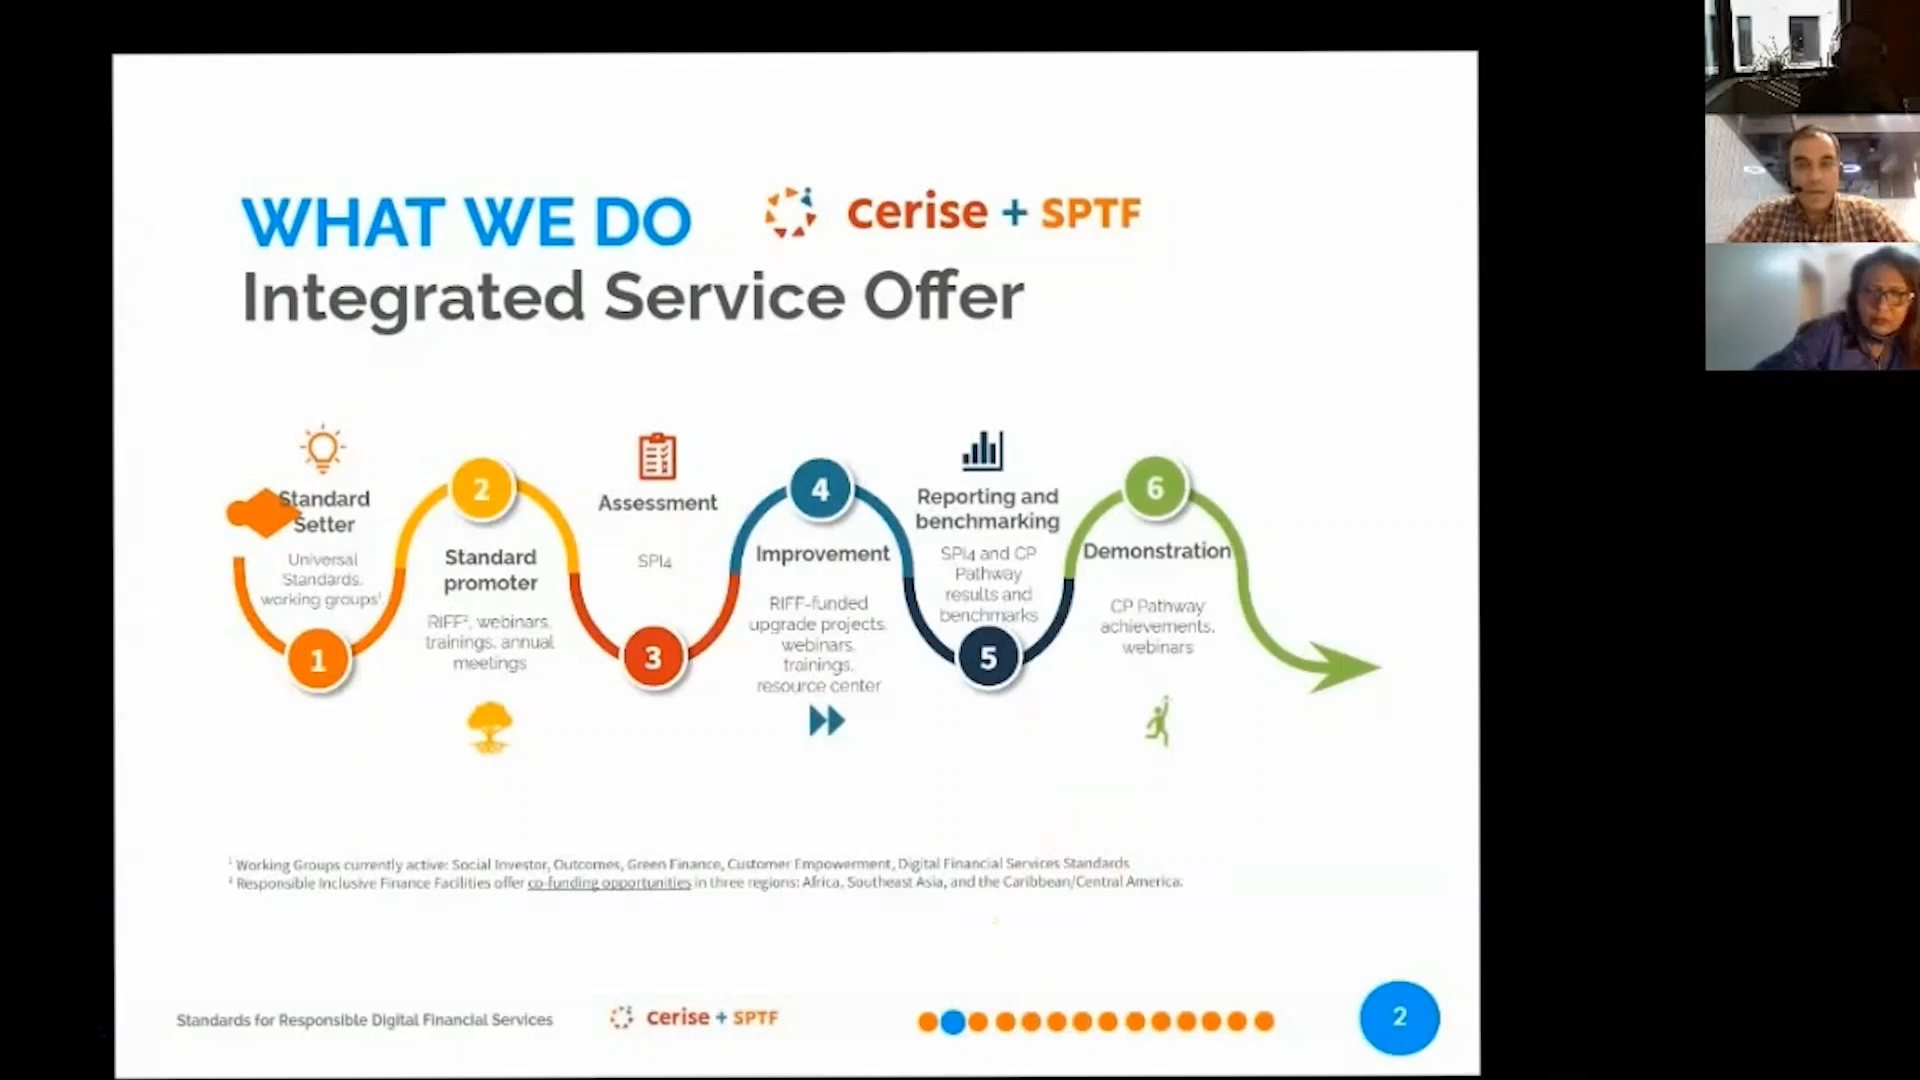 WHAT WE DO
cerise + SPTF
Integrated Service Offer
Standard
Setter
Universal
Standards,
working groups¹
1
2
Standard
promoter
RIFF², webinars,
trainings, annual
meetings
Assessment
SPI4
3
4
Improvement
RIFF-funded
upgrade projects,
webinars,
trainings,
resource center
Reporting and
benchmarking
SPI4 and CP
Pathway
results and
benchmarks
5
6
Demonstration
CP Pathway
achievements,
webinars
¹ Working Groups currently active: Social Investor, Outcomes, Green Finance, Customer Empowerment, Digital Financial Services Standards
² Responsible Inclusive Finance Facilities offer co-funding opportunities in three regions: Africa, Southeast Asia, and the Caribbean/Central America.
Standards for Responsible Digital Financial Services
cerise + SPTF
2